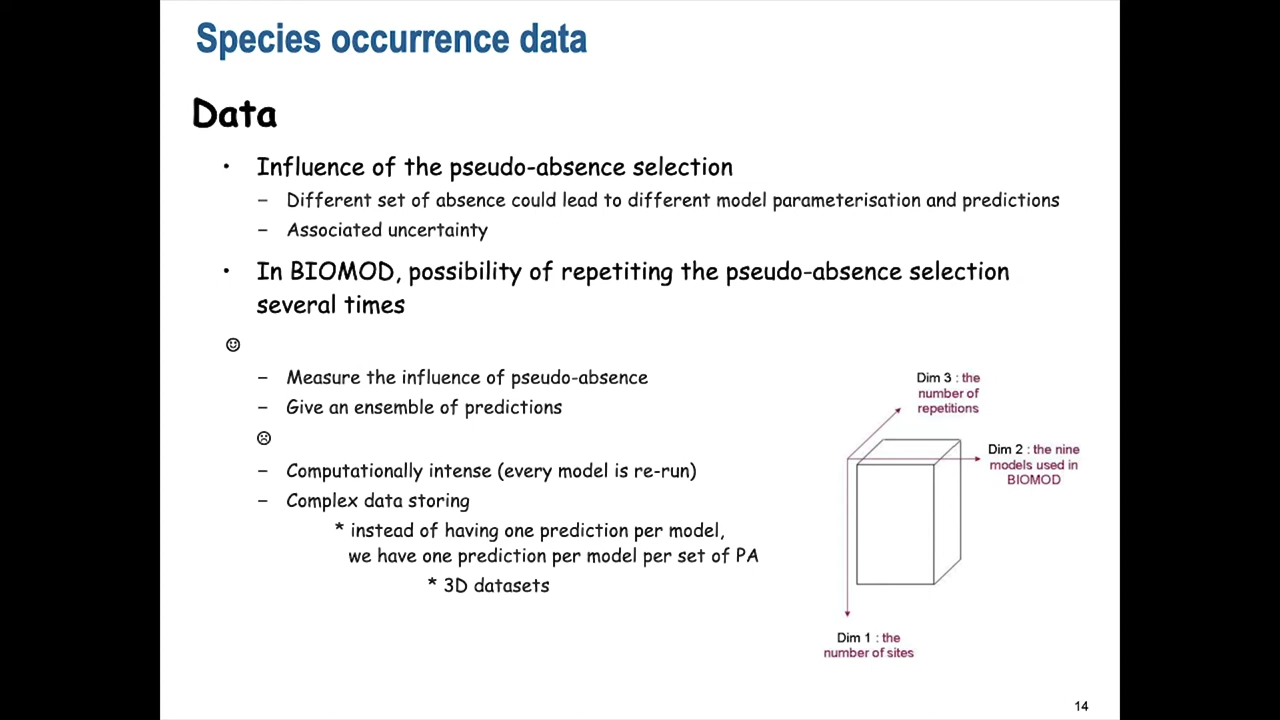 Species occurrence data
Data
• Influence of the pseudo-absence selection
– Different set of absence could lead to different model parameterisation and predictions
– Associated uncertainty
• In BIOMOD, possibility of repetiting the pseudo-absence selection
several times
☺
– Measure the influence of pseudo-absence
– Give an ensemble of predictions
☹
– Computationally intense (every model is re-run)
– Complex data storing
* instead of having one prediction per model,
we have one prediction per model per set of PA
* 3D datasets
Dim 3 : the
number of
repetitions
Dim 2 : the nine
models used in
BIOMOD
Dim 1 : the
number of sites
14